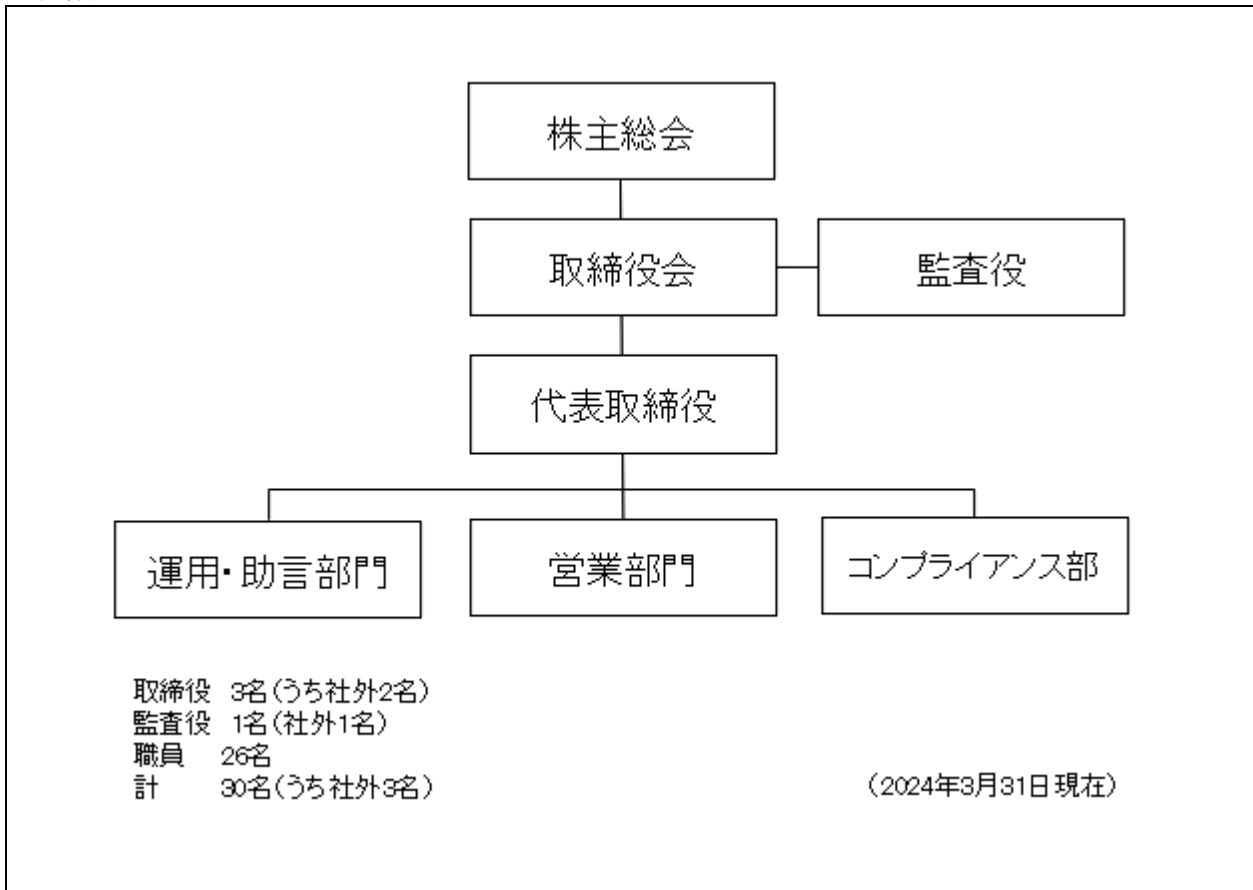 株主総会
取締役会
監査役
代表取締役
運用・助言部門
営業部門
コンプライアンス部
取締役 3名(うち社外2名)
監査役 1名(社外1名)
職員 26名
計 30名(うち社外3名)
(2024年3月31日現在)